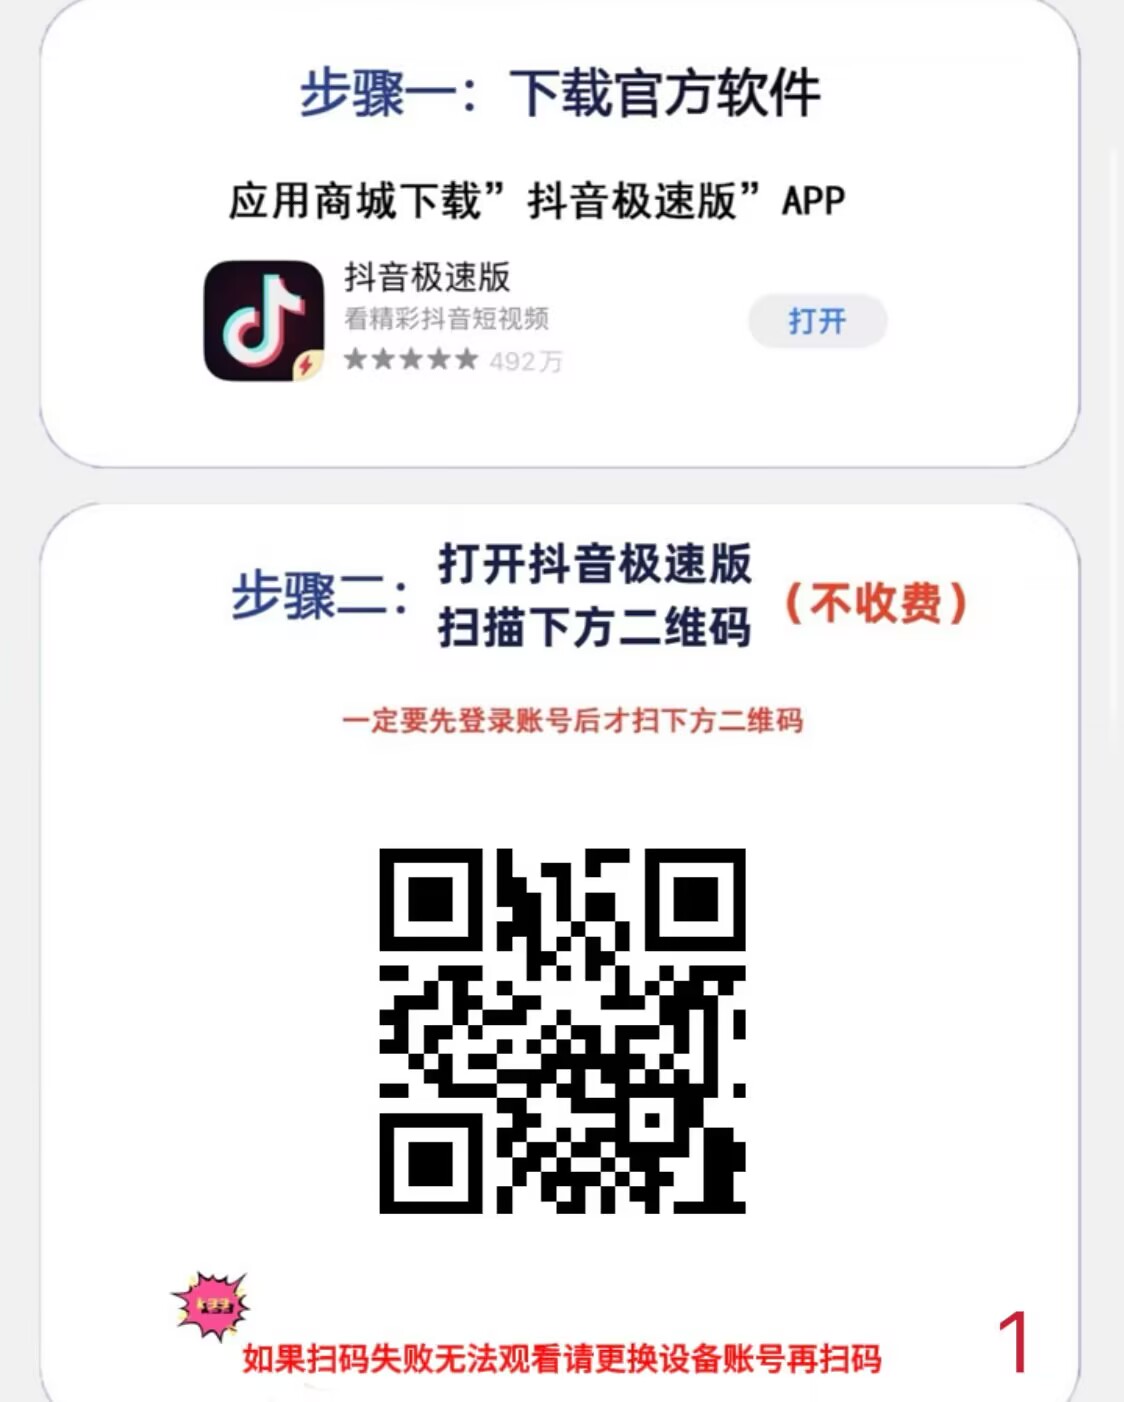 步骤一：下载官方软件
应用商城下载”抖音极速版”APP
抖音极速版
看精彩抖音短视频
打开
★★★★★ 492万
步骤二：
打开抖音极速版
扫描下方二维码
（不收费）
一定要先登录账号后才扫下方二维码
如果扫码失败无法观看请更换设备账号再扫码
1